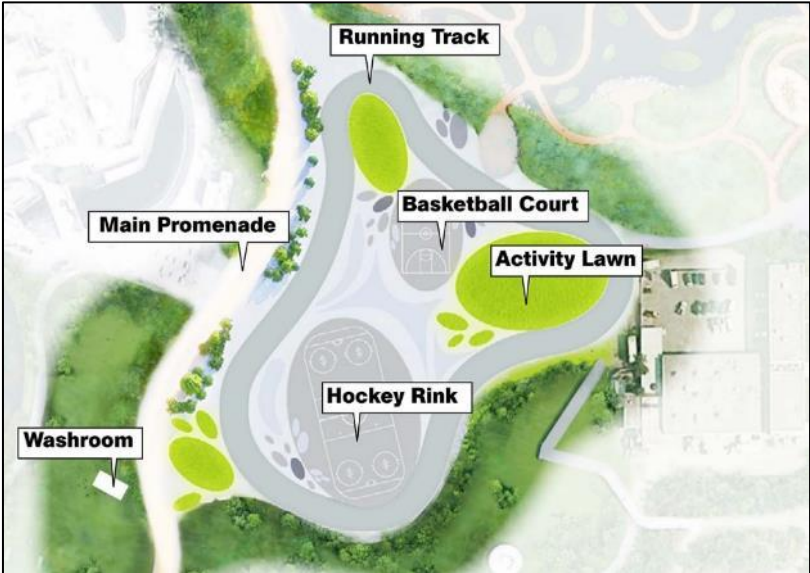 Running Track
Basketball Court
Main Promenade
Activity Lawn
Hockey Rink
Washroom